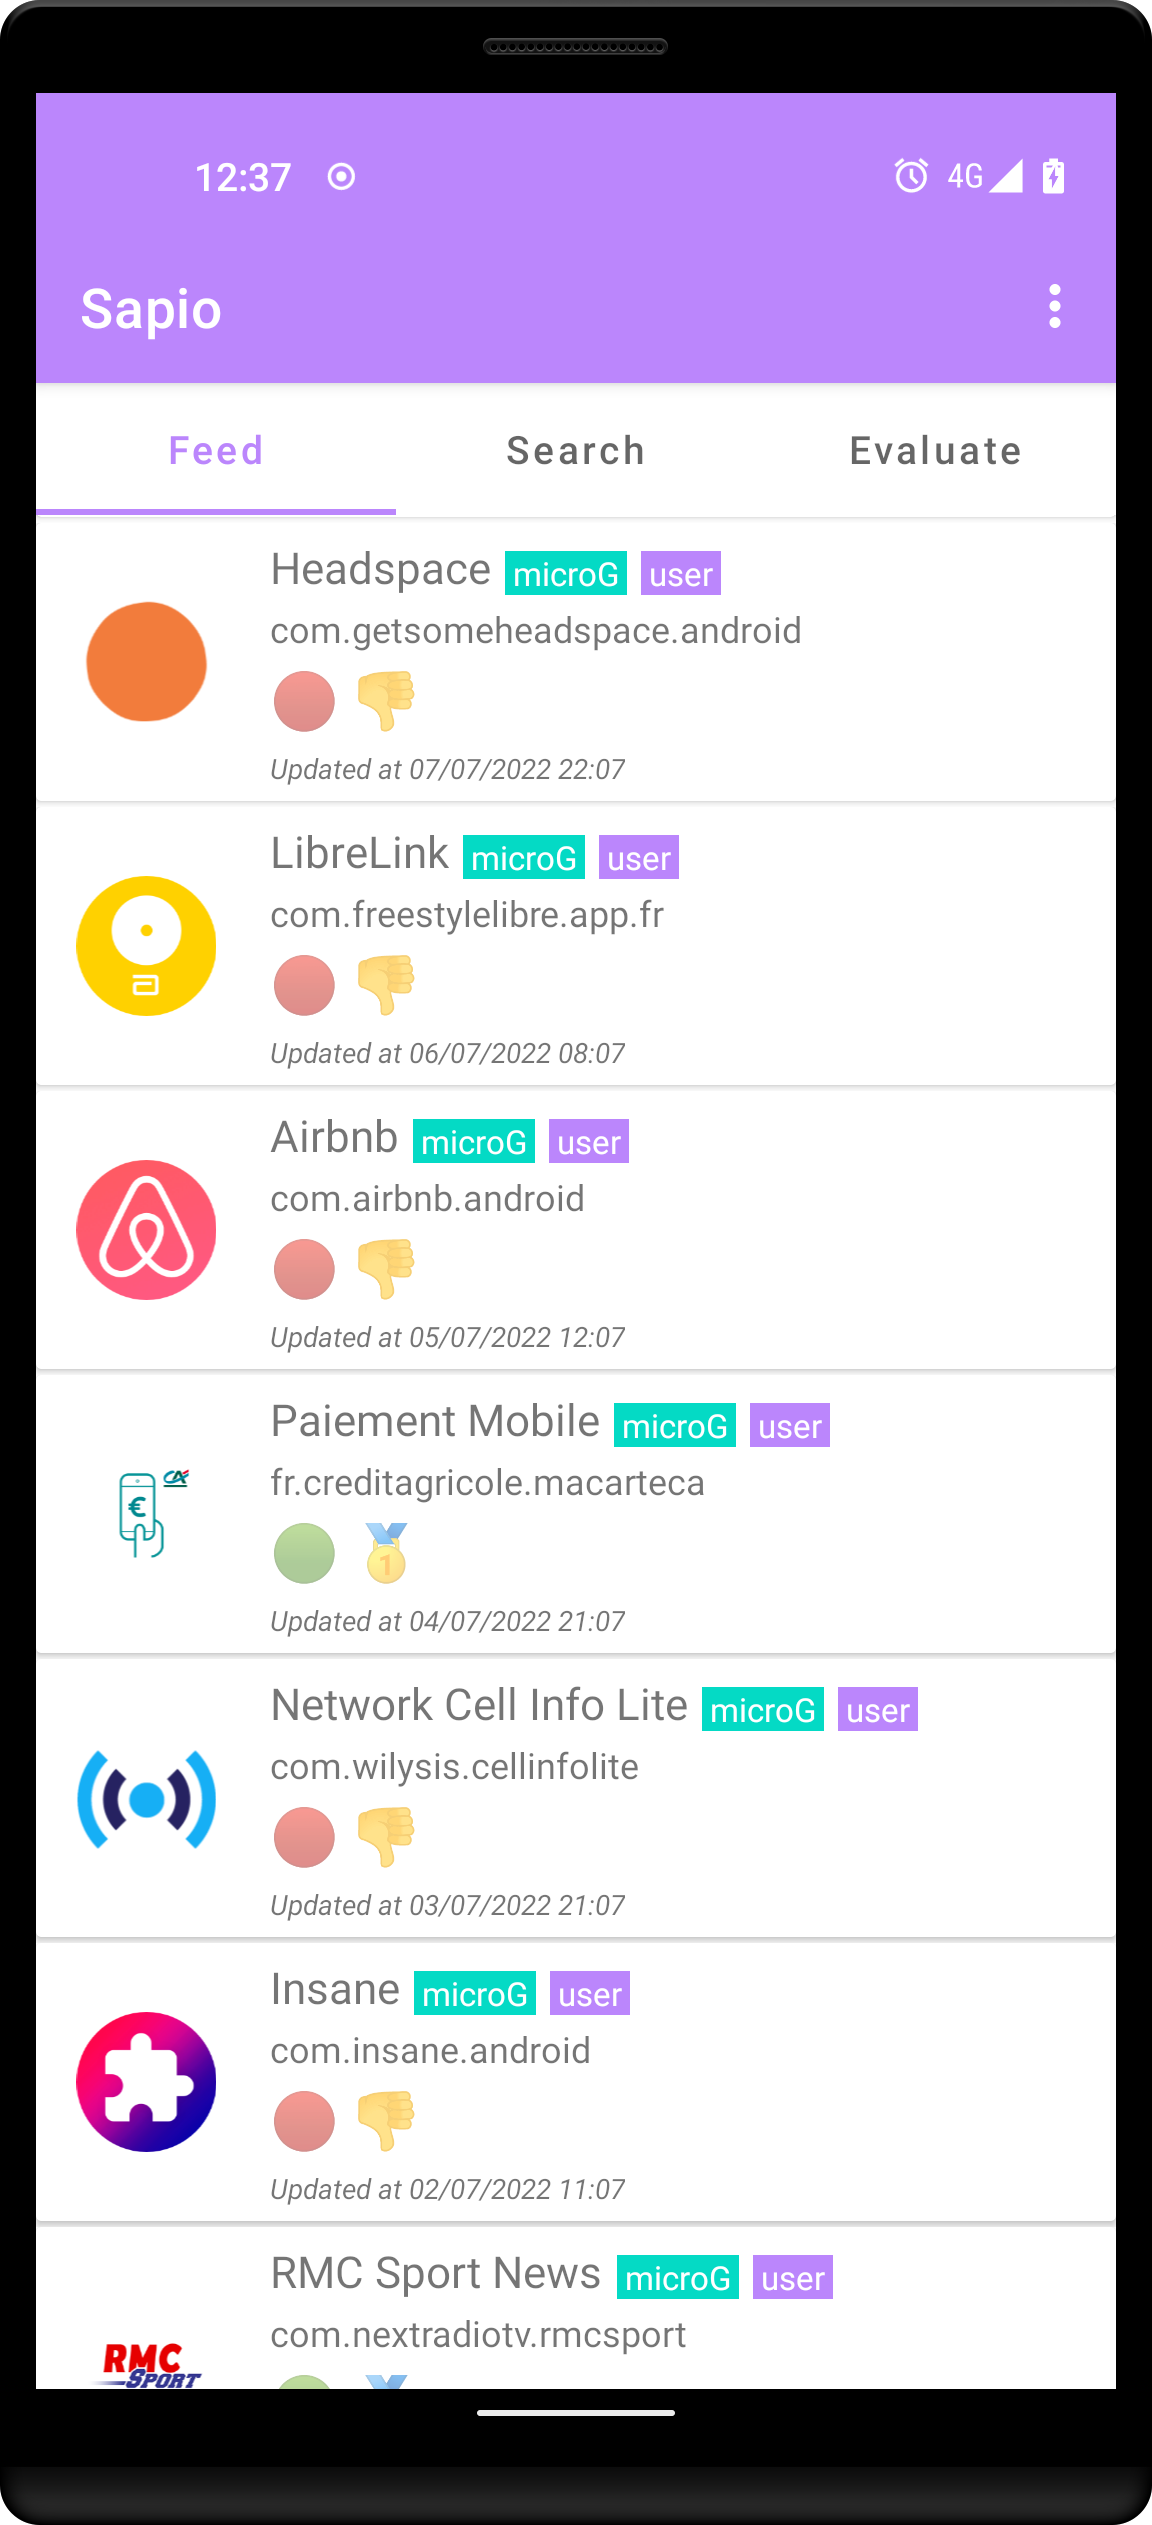 12:37 4G
Sapio
Feed Search Evaluate
Headspace microG user
com.getsomeheadspace.android
Updated at 07/07/2022 22:07
LibreLink microG user
com.freestylelibre.app.fr
Updated at 06/07/2022 08:07
Airbnb microG user
com.airbnb.android
Updated at 05/07/2022 12:07
Paiement Mobile microG user
CA
€
fr.creditagricole.macarteca
1
Updated at 04/07/2022 21:07
Network Cell Info Lite microG user
com.wilysis.cellinfolite
Updated at 03/07/2022 21:07
Insane microG user
com.insane.android
Updated at 02/07/2022 11:07
RMC Sport News microG user
com.nextradiotv.rmcsport
RMC
SPORT